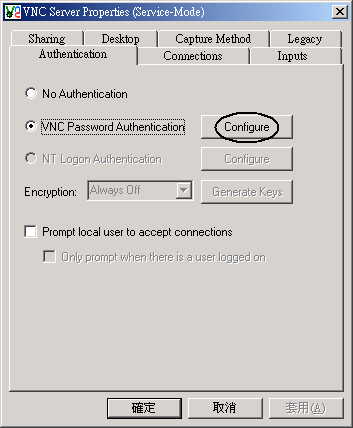 VNC Server Properties (Service-Mode)
Sharing Desktop Capture Method Legacy
Authentication Connections Inputs
No Authentication
VNC Password Authentication Configure
NT Logon Authentication Configure
Encryption: Always Off Generate Keys
Prompt local user to accept connections
Only prompt when there is a user logged on
確定 取消 套用(A)